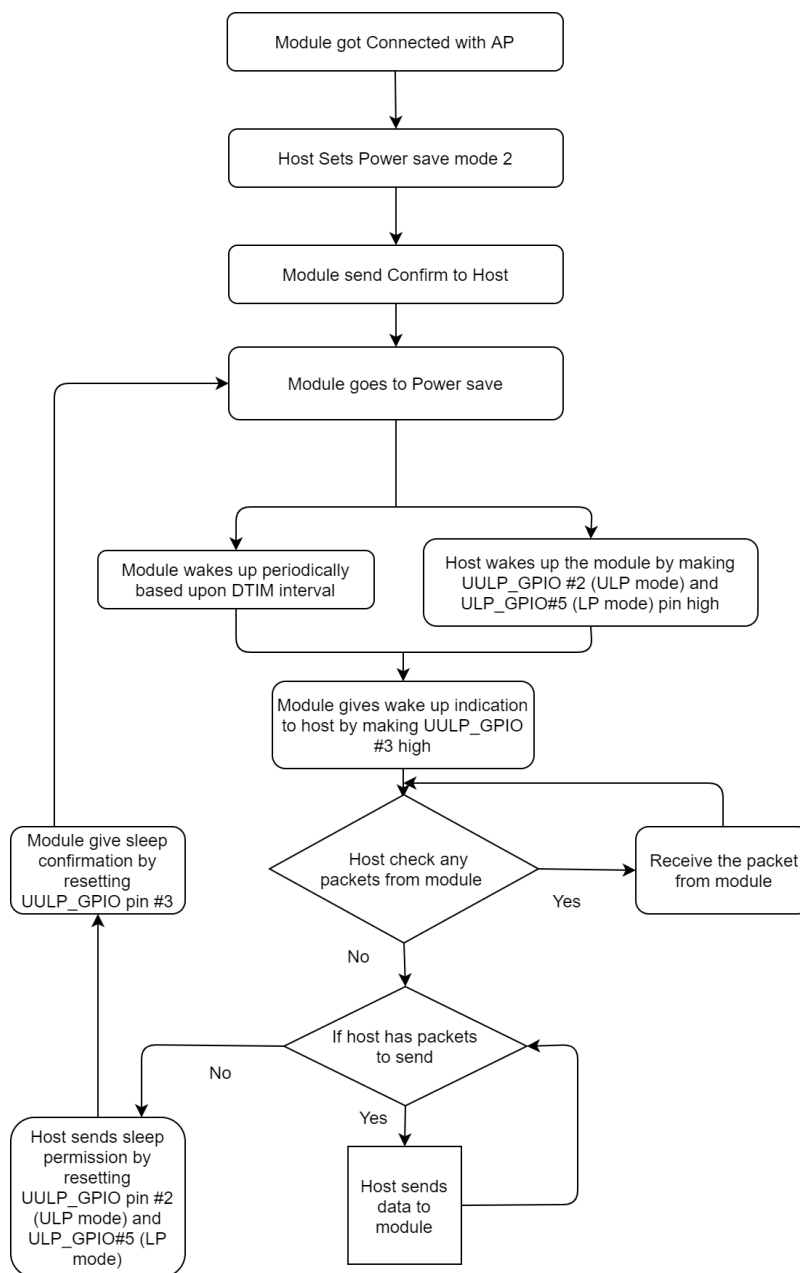 Module got Connected with AP
Host Sets Power save mode 2
Module send Confirm to Host
Module goes to Power save
Module wakes up periodically
based upon DTIM interval
Host wakes up the module by making
UULP_GPIO #2 (ULP mode) and
ULP_GPIO#5 (LP mode) pin high
Module gives wake up indication
to host by making UULP_GPIO
#3 high
Module give sleep
confirmation by
resetting
UULP_GPIO pin #3
Host check any
packets from module
Yes
Receive the packet
from module
No
If host has packets
to send
No
Yes
Host sends sleep
permission by
resetting
UULP_GPIO pin #2
(ULP mode) and
ULP_GPIO#5 (LP
mode)
Host sends
data to
module